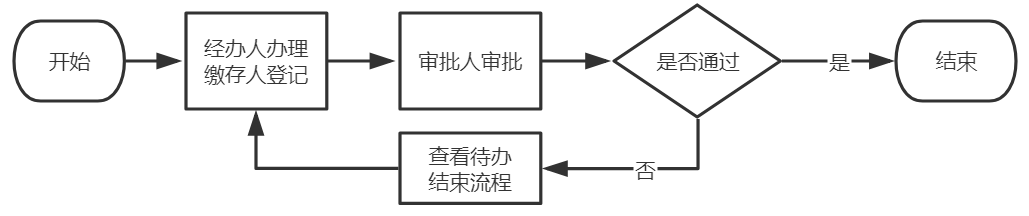 开始
经办人办理
缴存人登记
审批人审批
是否通过
是
结束
否
查看待办
结束流程